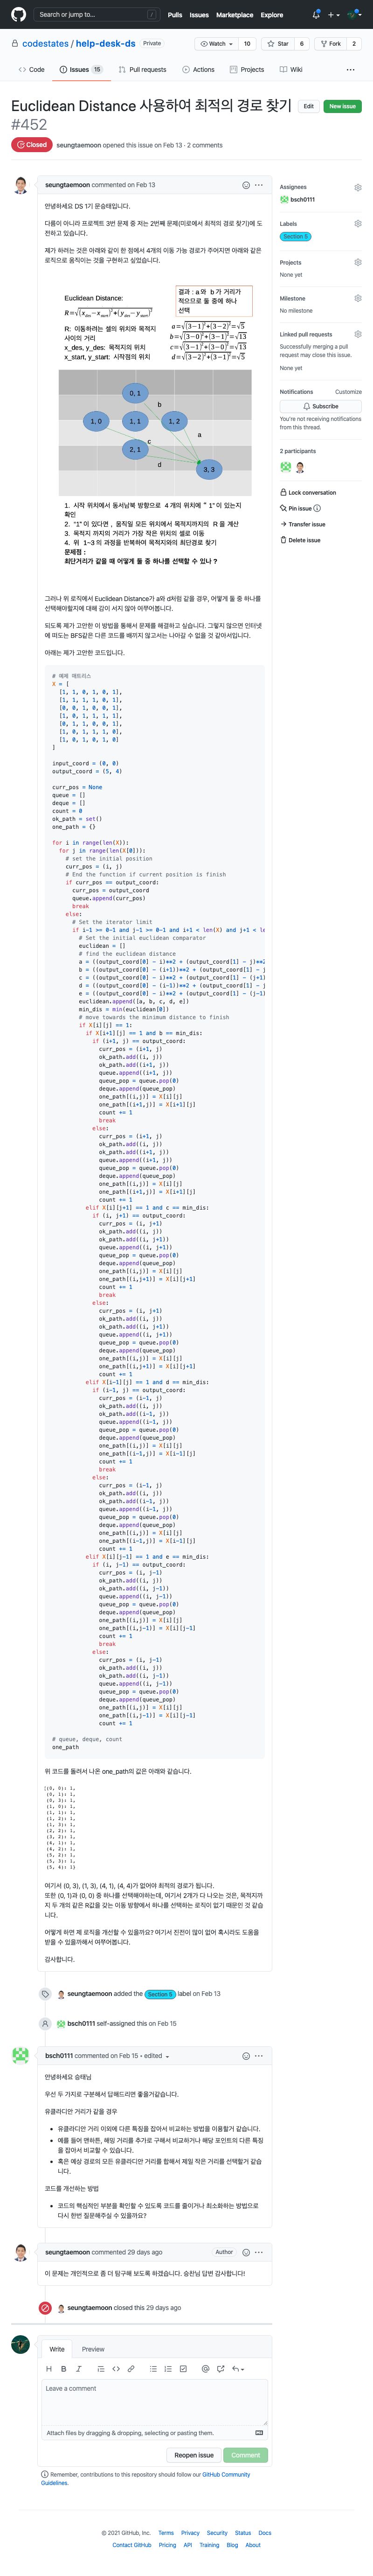 Search or jump to... /
Pulls Issues Marketplace Explore
codestates / help-desk-ds Private
Watch 10 Star 6 Fork 2
Code Issues 15 Pull requests Actions Projects Wiki ...
Euclidean Distance 사용하여 최적의 경로 찾기
#452
Edit New issue
Closed seungtaemoon opened this issue on Feb 13 · 2 comments
seungtaemoon commented on Feb 13
안녕하세요 DS 1기 문승태입니다.
다름이 아니라 프로젝트 3번 문제 중 저는 2번째 문제(미로에서 최적의 경로 찾기)에 도
전하고 있습니다.
제가 하려는 것은 아래와 같이 한 점에서 4개의 이동 가능 경로가 주어지면 아래와 같은
로직으로 움직이는 것을 구현하고 싶었습니다.
Euclidean Distance:
R=√(x_des−x_start)²+(y_des−y_start)²
R: 이동하려는 셀의 위치와 목적지
사이의 거리
x_des, y_des: 목적지의 위치
x_start, y_start: 시작점의 위치
결과 : a 와 b 가 거리가
적으므로 둘 중에 하나
선택
a=√(3−1)²+(3−2)²=√5
b=√(3−0)²+(3−1)²=√13
c=√(3−1)²+(3−0)²=√13
d=√(3−2)²+(3−1)²=√5
0, 1
1, 0
1, 1
1, 2
2, 1
3, 3
b
a
c
d
1. 시작 위치에서 동서남북 방향으로 4개의 위치에 "1"이 있는지
확인
2. "1"이 있다면 , 움직일 모든 위치에서 목적지까지의 R을 계산
3. 목적지 까지의 거리가 가장 작은 위치의 셀로 이동
4. 위 1~3의 과정을 반복하여 목적지와의 최단경로 찾기
문제점 :
최단거리가 같을 때 어떻게 둘 중 하나를 선택할 수 있나 ?
그러나 위 로직에서 Euclidean Distance가 a와 d처럼 같을 경우, 어떻게 둘 중 하나를
선택해야할지에 대해 감이 서지 않아 여쭈어봅니다.
되도록 제가 고안한 이 방법을 통해서 문제를 해결하고 싶습니다. 그렇지 않으면 인터넷
에 떠도는 BFS같은 다른 코드를 배끼지 않고서는 나아갈 수 없을 것 같아서입니다.
아래는 제가 고안한 코드입니다.
# 예제 매트릭스
X = [
[1, 1, 0, 1, 0, 1],
[1, 1, 1, 1, 0, 1],
[0, 0, 1, 0, 0, 1],
[1, 0, 1, 1, 1, 1],
[0, 1, 1, 0, 0, 1],
[1, 0, 1, 1, 1, 0],
[1, 0, 1, 0, 1, 0]
]
input_coord = (0, 0)
output_coord = (5, 4)
curr_pos = None
queue = []
deque = []
count = 0
ok_path = set()
one_path = {}
for i in range(len(X)):
for j in range(len(X[0])):
# set the initial position
curr_pos = (i, j)
# End the function if current position is finish
if curr_pos == output_coord:
curr_pos = output_coord
queue.append(curr_pos)
break
else:
# Set the iterator limit
if i-1 >= 0-1 and j-1 >= 0-1 and i+1 < len(X) and j+1 < le
# Set the initial euclidean comparator
euclidean = []
# find the euclidean distance
a = ((output_coord[0] - i)**2 + (output_coord[1] - j)**2
b = ((output_coord[0] - (i+1))**2 + (output_coord[1] - j
c = ((output_coord[0] - i)**2 + (output_coord[1] - (j+1)
d = ((output_coord[0] - (i-1))**2 + (output_coord[1] - j
e = ((output_coord[0] - i)**2 + (output_coord[1] - (j-1)
euclidean.append([a, b, c, d, e])
min_dis = min(euclidean[0])
# move towards the minimum distance to finish
if X[i][j] == 1:
if X[i+1][j] == 1 and b == min_dis:
if (i+1, j) == output_coord:
curr_pos = (i+1, j)
ok_path.add((i, j))
ok_path.add((i+1, j))
queue.append((i+1, j))
queue_pop = queue.pop(0)
deque.append(queue_pop)
one_path[(i,j)] = X[i][j]
one_path[(i+1,j)] = X[i+1][j]
count += 1
break
else:
curr_pos = (i+1, j)
ok_path.add((i, j))
ok_path.add((i+1, j))
queue.append((i+1, j))
queue_pop = queue.pop(0)
deque.append(queue_pop)
one_path[(i,j)] = X[i][j]
one_path[(i+1,j)] = X[i+1][j]
count += 1
elif X[i][j+1] == 1 and c == min_dis:
if (i, j+1) == output_coord:
curr_pos = (i, j+1)
ok_path.add((i, j))
ok_path.add((i, j+1))
queue.append((i, j+1))
queue_pop = queue.pop(0)
deque.append(queue_pop)
one_path[(i,j)] = X[i][j]
one_path[(i,j+1)] = X[i][j+1]
count += 1
break
else:
curr_pos = (i, j+1)
ok_path.add((i, j))
ok_path.add((i, j+1))
queue.append((i, j+1))
queue_pop = queue.pop(0)
deque.append(queue_pop)
one_path[(i,j)] = X[i][j]
one_path[(i,j+1)] = X[i][j+1]
count += 1
elif X[i-1][j] == 1 and d == min_dis:
if (i-1, j) == output_coord:
curr_pos = (i-1, j)
ok_path.add((i, j))
ok_path.add((i-1, j))
queue.append((i-1, j))
queue_pop = queue.pop(0)
deque.append(queue_pop)
one_path[(i,j)] = X[i][j]
one_path[(i-1,j)] = X[i-1][j]
count += 1
break
else:
curr_pos = (i-1, j)
ok_path.add((i, j))
ok_path.add((i-1, j))
queue.append((i-1, j))
queue_pop = queue.pop(0)
deque.append(queue_pop)
one_path[(i,j)] = X[i][j]
one_path[(i-1,j)] = X[i-1][j]
count += 1
elif X[i][j-1] == 1 and e == min_dis:
if (i, j-1) == output_coord:
curr_pos = (i, j-1)
ok_path.add((i, j))
ok_path.add((i, j-1))
queue.append((i, j-1))
queue_pop = queue.pop(0)
deque.append(queue_pop)
one_path[(i,j)] = X[i][j]
one_path[(i,j-1)] = X[i][j-1]
count += 1
break
else:
curr_pos = (i, j-1)
ok_path.add((i, j))
ok_path.add((i, j-1))
queue.append((i, j-1))
queue_pop = queue.pop(0)
deque.append(queue_pop)
one_path[(i,j)] = X[i][j]
one_path[(i,j-1)] = X[i][j-1]
count += 1
# queue, deque, count
one_path
위 코드를 돌려서 나온 one_path의 값은 아래와 같습니다.
{(0, 0): 1,
(0, 1): 1,
(0, 3): 1,
(1, 0): 1,
(1, 1): 1,
(1, 2): 1,
(1, 3): 1,
(2, 2): 1,
(3, 2): 1,
(4, 1): 1,
(4, 2): 1,
(5, 2): 1,
(5, 3): 1,
(5, 4): 1}
여기서 (0, 3), (1, 3), (4, 1), (4, 4)가 없어야 최적의 경로가 됩니다.
또한 (0, 1)과 (0, 0) 중 하나를 선택해야하는데, 여기서 2개가 다 나오는 것은, 목적지까
지 두 개의 같은 R값을 갖는 이동 방향에서 하나를 선택하는 로직이 없기 때문인 것 같습
니다.
어떻게 하면 제 로직을 개선할 수 있을까요? 여기서 진전이 많이 없어 혹시라도 도움을
받을 수 있을까해서 여쭈어봅니다.
감사합니다.
seungtaemoon added the Section 5 label on Feb 13
bsch0111 self-assigned this on Feb 15
bsch0111 commented on Feb 15 • edited
안녕하세요 승태님
우선 두 가지로 구분해서 답해드리면 좋을거같습니다.
유클라디안 거리가 같을 경우
• 유클라디안 거리 이외에 다른 특징을 잡아서 비교하는 방법을 이용할거 같습니다.
• 예를 들어 맨하튼, 해밍 거리를 추가로 구해서 비교하거나 해당 포인트의 다른 특징
을 잡아서 비교할 수 있습니다.
• 혹은 예상 경로의 모든 유클라디안 거리를 합해서 제일 작은 거리를 선택할거 같습
니다.
코드를 개선하는 방법
• 코드의 핵심적인 부분을 확인할 수 있도록 코드를 줄이거나 최소화하는 방법으로
다시 한번 질문해주실 수 있을까요?
seungtaemoon commented 29 days ago Author
이 문제는 개인적으로 좀 더 탐구해 보도록 하겠습니다. 승찬님 답변 감사합니다!
seungtaemoon closed this 29 days ago
Write Preview
Leave a comment
Attach files by dragging & dropping, selecting or pasting them.
Reopen issue Comment
Remember, contributions to this repository should follow our GitHub Community
Guidelines.
Assignees
bsch0111
Labels
Section 5
Projects
None yet
Milestone
No milestone
Linked pull requests
Successfully merging a pull
request may close this issue.
None yet
Notifications Customize
Subscribe
You're not receiving notifications
from this thread.
2 participants
Lock conversation
Pin issue
Transfer issue
Delete issue
© 2021 GitHub, Inc. Terms Privacy Security Status Docs
Contact GitHub Pricing API Training Blog About